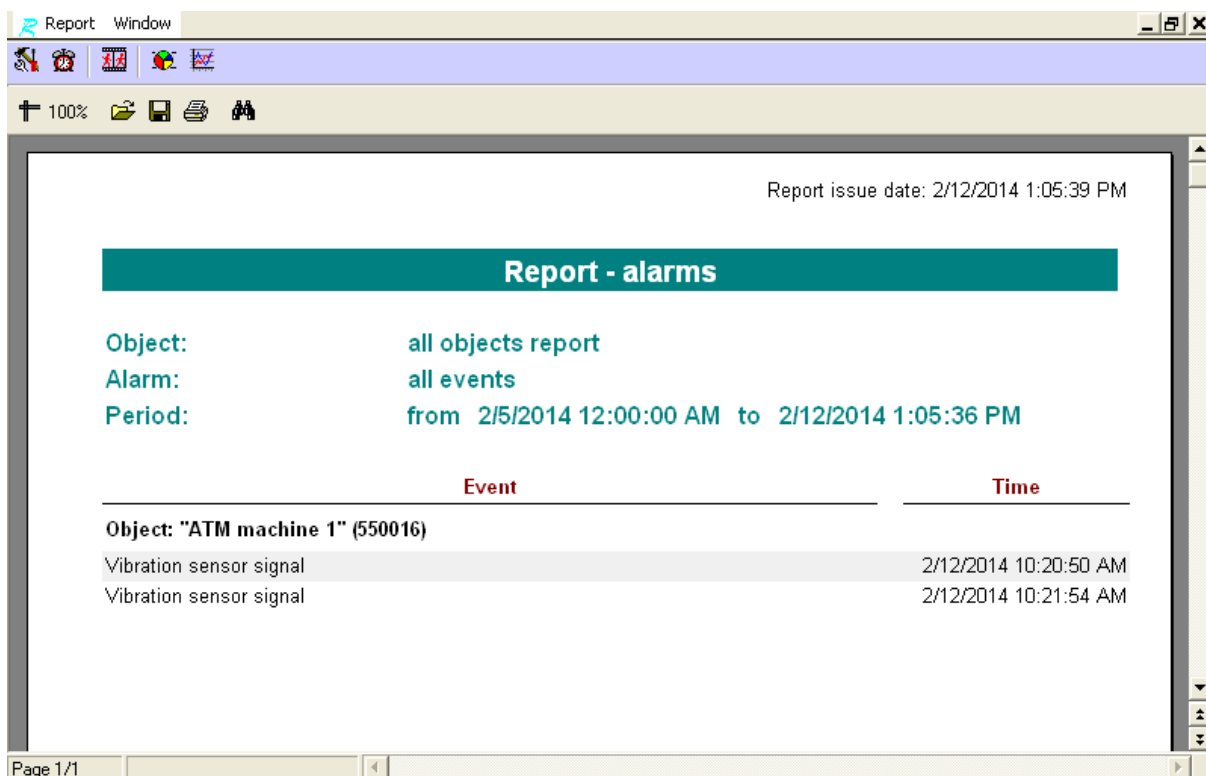 Report Window
100%
Report issue date: 2/12/2014 1:05:39 PM
Report - alarms
Object: all objects report
Alarm: all events
Period: from 2/5/2014 12:00:00 AM to 2/12/2014 1:05:36 PM
Event Time
Object: "ATM machine 1" (550016)
Vibration sensor signal 2/12/2014 10:20:50 AM
Vibration sensor signal 2/12/2014 10:21:54 AM
Page 1/1